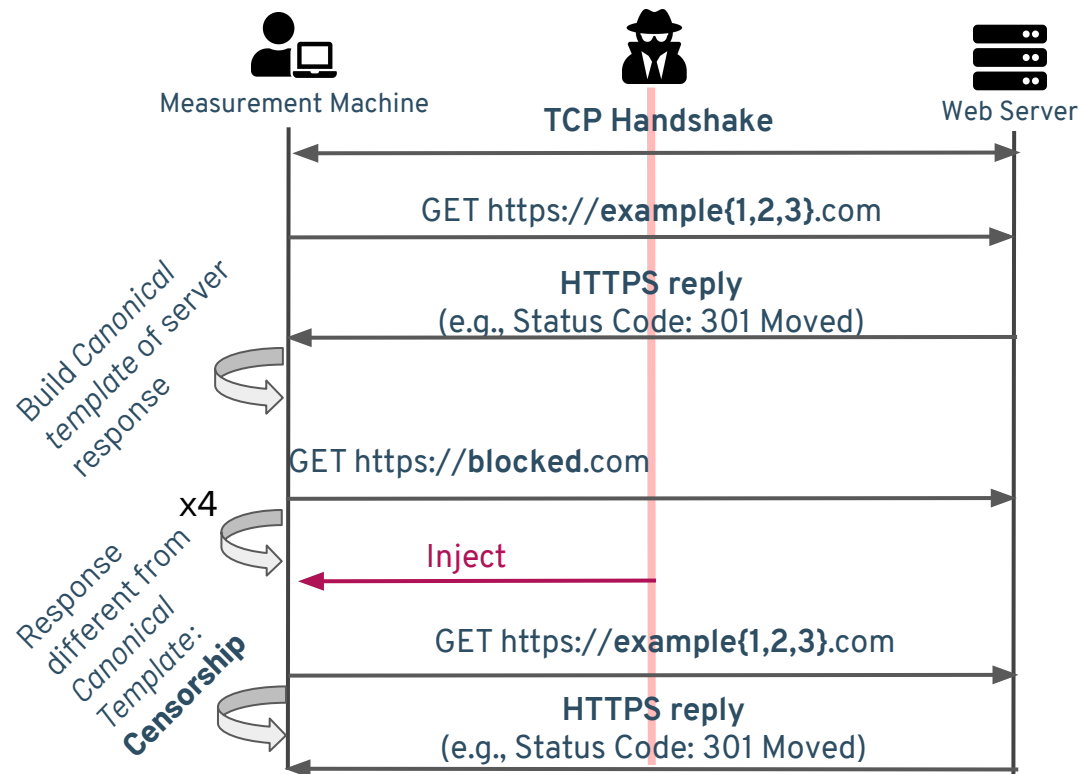 Measurement Machine
Web Server
TCP Handshake
GET https://example{1,2,3}.com
HTTPS reply
(e.g., Status Code: 301 Moved)
Build Canonical
template of server
response
GET https://blocked.com
x4
Inject
Response
different from
Canonical
Template:
Censorship
GET https://example{1,2,3}.com
HTTPS reply
(e.g., Status Code: 301 Moved)